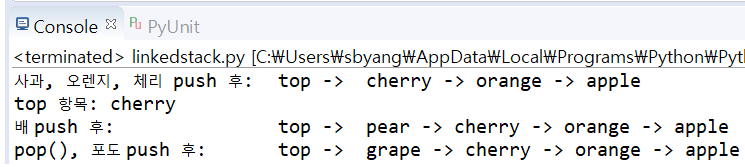 Console PyUnit
<terminated> linkedstack.py [C:₩Users₩sbyang₩AppData₩Local₩Programs₩Python₩Pyth
사과, 오렌지, 체리 push 후: top -> cherry -> orange -> apple
top 항목: cherry
배 push 후: top -> pear -> cherry -> orange -> apple
pop(), 포도 push 후: top -> grape -> cherry -> orange -> apple